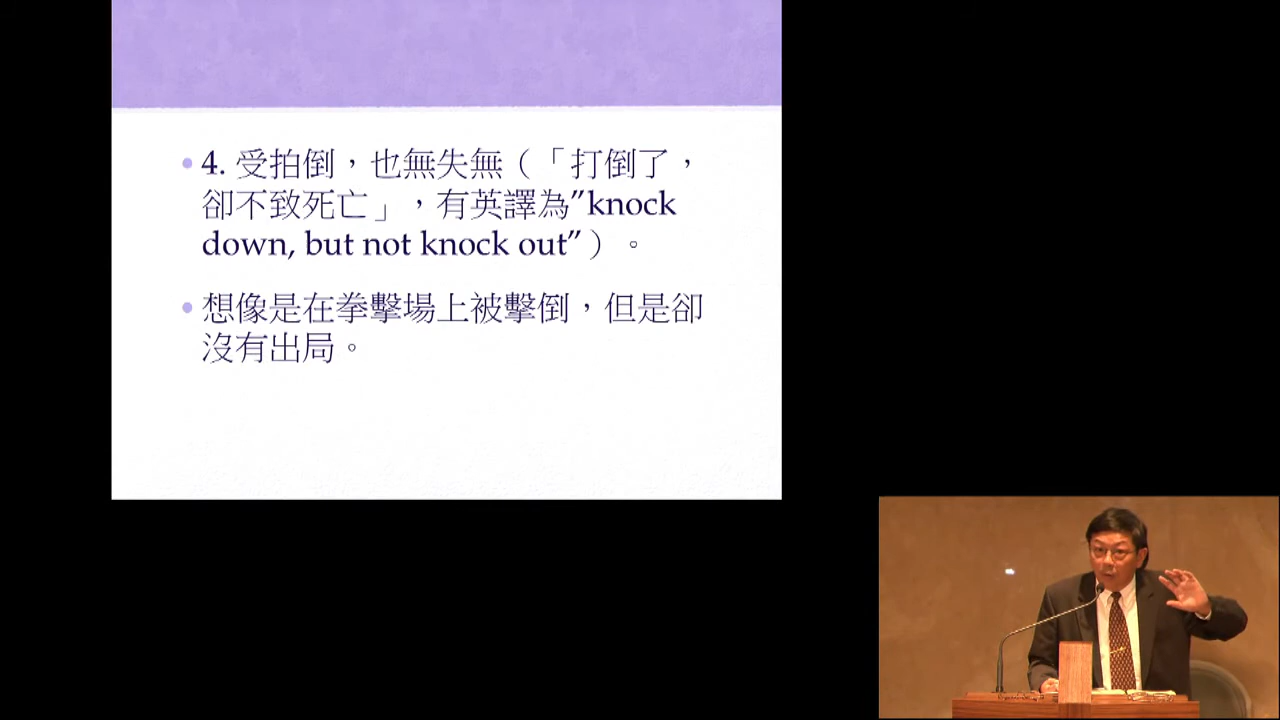 4. 受拍倒，也無失無（「打倒了，
卻不致死亡」，有英譯為”knock
down, but not knock out”）。
想像是在拳擊場上被擊倒，但是卻
沒有出局。